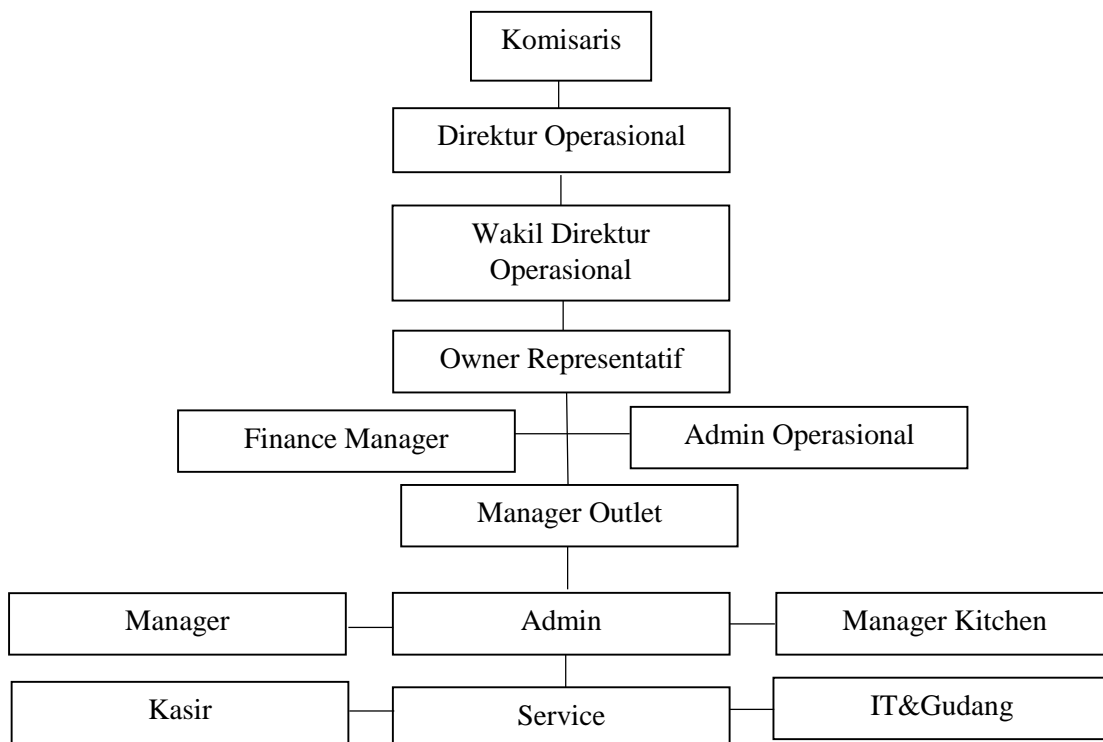 Komisaris
Direktur Operasional
Wakil Direktur
Operasional
Owner Representatif
Finance Manager
Admin Operasional
Manager Outlet
Manager
Admin
Manager Kitchen
Kasir
Service
IT&Gudang